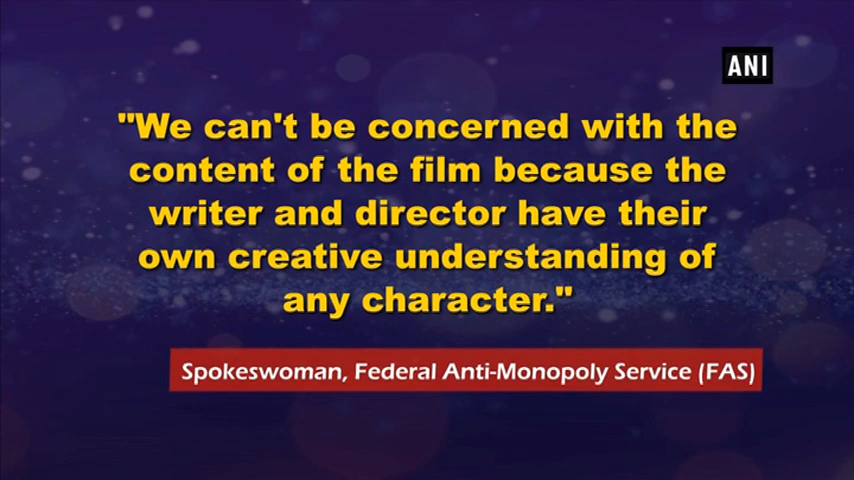 ANI
"We can't be concerned with the
content of the film because the
writer and director have their
own creative understanding of
any character."
Spokeswoman, Federal Anti-Monopoly Service (FAS)